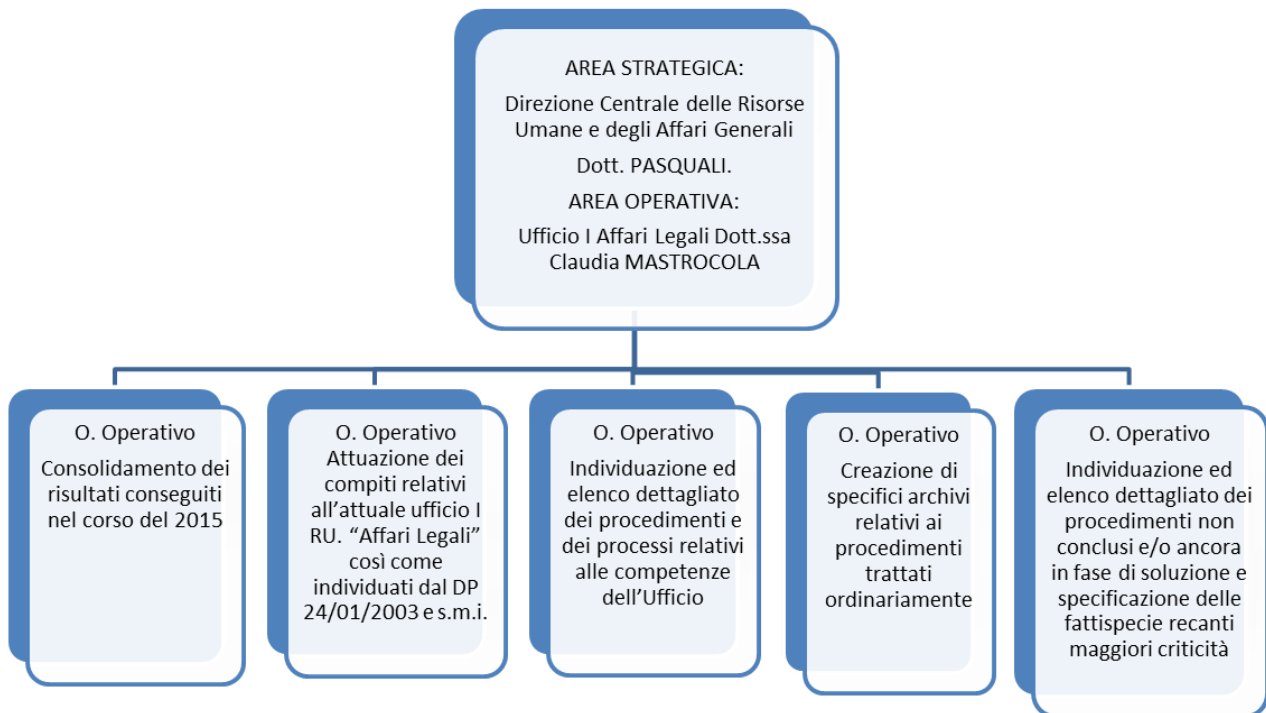 AREA STRATEGICA:
Direzione Centrale delle Risorse
Umane e degli Affari Generali
Dott. PASQUALI.
AREA OPERATIVA:
Ufficio I Affari Legali Dott.ssa
Claudia MASTROCOLA
O. Operativo
Consolidamento dei
risultati conseguiti
nel corso del 2015
O. Operativo
Attuazione dei
compiti relativi
all'attuale ufficio I
RU. “Affari Legali”
così come
individuati dal DP
24/01/2003 e s.m.i.
O. Operativo
Individuazione ed
elenco dettagliato
dei procedimenti e
dei processi relativi
alle competenze
dell'Ufficio
O. Operativo
Creazione di
specifici archivi
relativi ai
procedimenti
trattati
ordinariamente
O. Operativo
Individuazione ed
elenco dettagliato dei
procedimenti non
conclusi e/o ancora
in fase di soluzione e
specificazione delle
fattispecie recanti
maggiori criticità